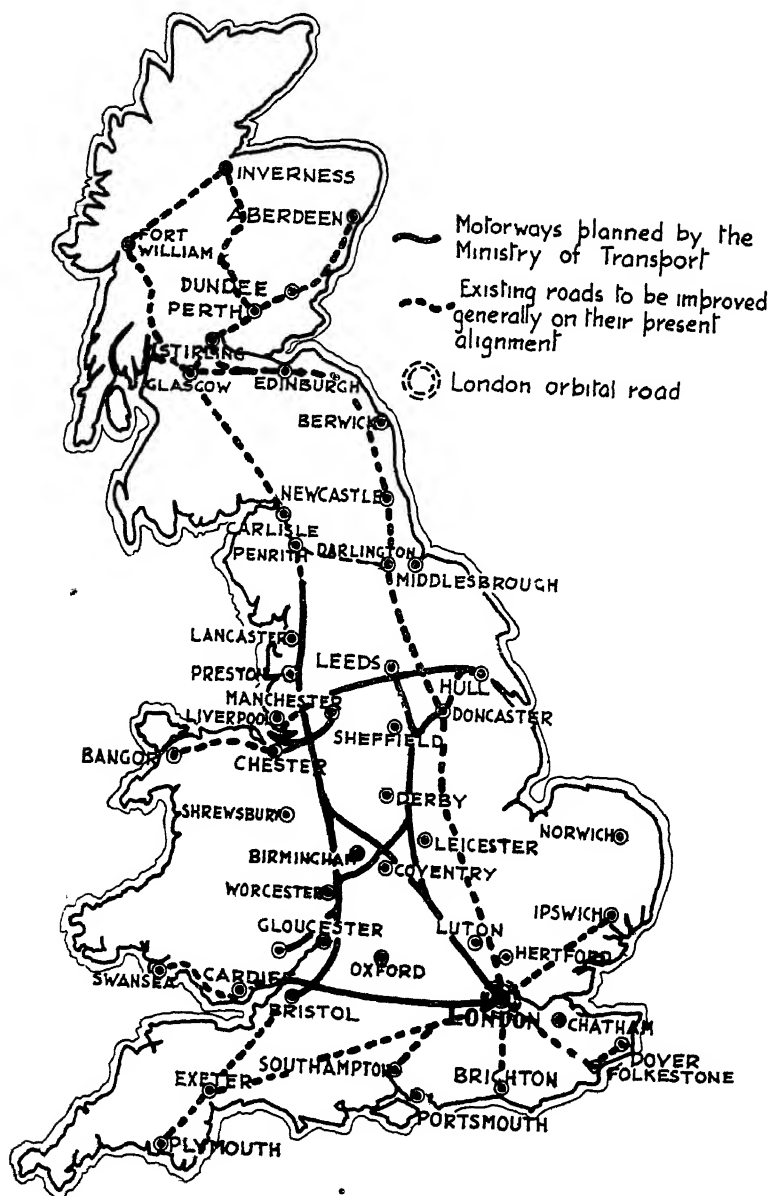 INVERNESS
ABERDEEN
FORT
WILLIAM
DUNDEE
PERTH
STIRLING
GLASGOW
EDINBURGH
Motorways planned by the
Ministry of Transport
Existing roads to be improved
generally on their present
alignment
London orbital road
BERWICK
NEWCASTLE
CARLISLE
PENRITH
DARLINGTON
MIDDLESBROUGH
LANCASTER
PRESTON
LEEDS
HULL
MANCHESTER
LIVERPOOL
DONCASTER
SHEFFIELD
BANGOR
CHESTER
DERBY
SHREWSBURY
NORWICH
LEICESTER
BIRMINGHAM
COVENTRY
WORCESTER
IPSWICH
GLOUCESTER
LUTON
HERTFORD
OXFORD
SWANSEA
CARDIFF
BRISTOL
LONDON
CHATHAM
DOVER
FOLKESTONE
SOUTHAMPTON
BRIGHTON
EXETER
PORTSMOUTH
PLYMOUTH